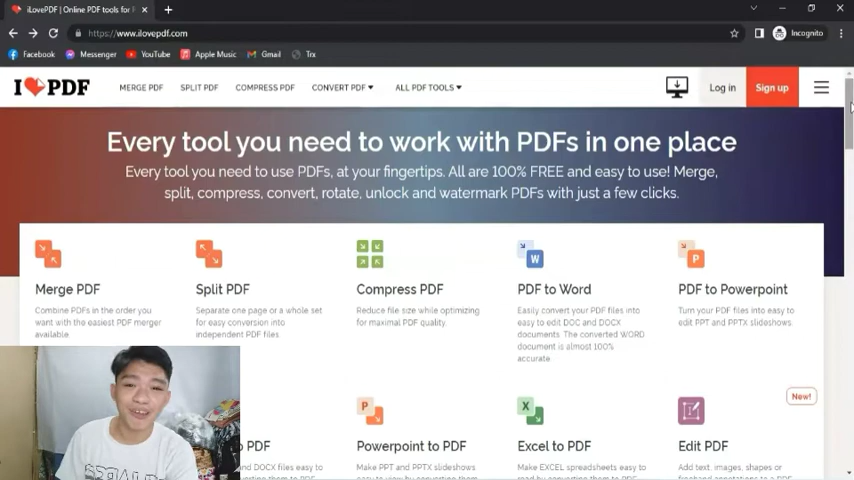 iLovePDF | Online PDF tools for
https://www.ilovepdf.com
Incognito
Facebook
Messenger
YouTube
Apple Music
Gmail
Trx
I PDF
MERGE PDF
SPLIT PDF
COMPRESS PDF
CONVERT PDF
ALL PDF TOOLS
Log in
Sign up
Every tool you need to work with PDFs in one place
Every tool you need to use PDFs, at your fingertips. All are 100% FREE and easy to use! Merge,
split, compress, convert, rotate, unlock and watermark PDFs with just a few clicks.
Merge PDF
Combine PDFs in the order you
want with the easiest PDF merger
available
Split PDF
Separate one page or a whole set
for easy conversion into
independent PDF files
Compress PDF
Reduce file size while optimizing
for maximal PDF quality.
W
PDF to Word
Easily convert your PDF files into
easy to edit DOC and DOCX
documents. The converted WORD
document is almost 100%
accurate
P
PDF to Powerpoint
Turn your PDF files into easy to
edit PPT and PPTX slideshows.
o PDF
and DOCX files easy to
P
Powerpoint to PDF
Make PPT and PPTX slideshows
X
Excel to PDF
Make EXCEL spreadsheets easy to
New!
Edit PDF
Add text, images, shapes or